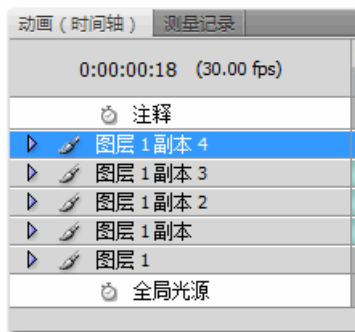 动画（时间轴） 测量记录
0:00:00:18 (30.00 fps)
注释
图层 1 副本 4
图层 1 副本 3
图层 1 副本 2
图层 1 副本
图层 1
全局光源